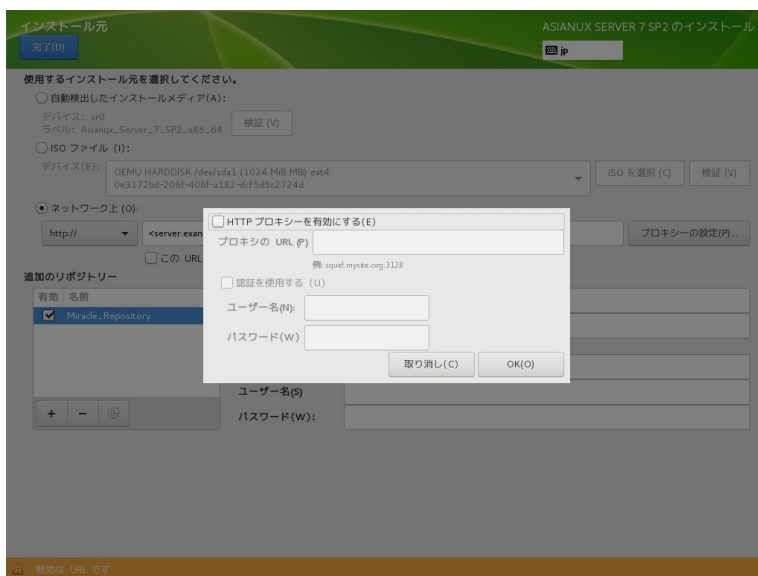 インストール元
ASIANUX SERVER 7 SP2 のインストール
完了(D)
jp
使用するインストール元を選択してください。
自動検出したインストールメディア(A):
デバイス: sr0
ラベル: Asianux_Server_7_SP2_x86_64
検証 (V)
ISO ファイル (I):
デバイス(E):
QEMU HARDDISK /dev/sda1 (1024 MiB MB) ext4
0e3172bd-206f-406f-a182-dcf5d5c2724d
ISO を選択 (C)
検証 (V)
ネットワーク上 (O):
http://
<server.exan
プロキシーの設定(P)...
この URL
HTTP プロキシーを有効にする(E)
プロキシの URL (P)
例: squid.mysite.org:3128
認証を使用する (U)
ユーザー名(N):
パスワード(W)
取り消し(C)
OK(O)
追加のリポジトリー
有効 名前
Miracle_Repository
ユーザー名(S)
パスワード(W):
無効な URL です